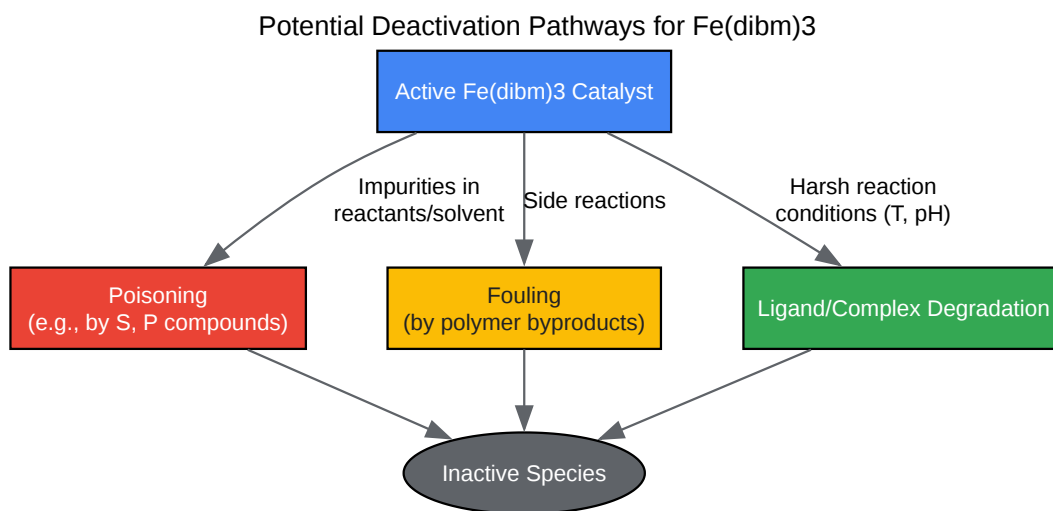 Potential Deactivation Pathways for Fe(dibm)3
Active Fe(dibm)3 Catalyst
Impurities in
reactants/solvent
Side reactions
Harsh reaction
conditions (T, pH)
Poisoning
(e.g., by S, P compounds)
Fouling
(by polymer byproducts)
Ligand/Complex Degradation
Inactive Species